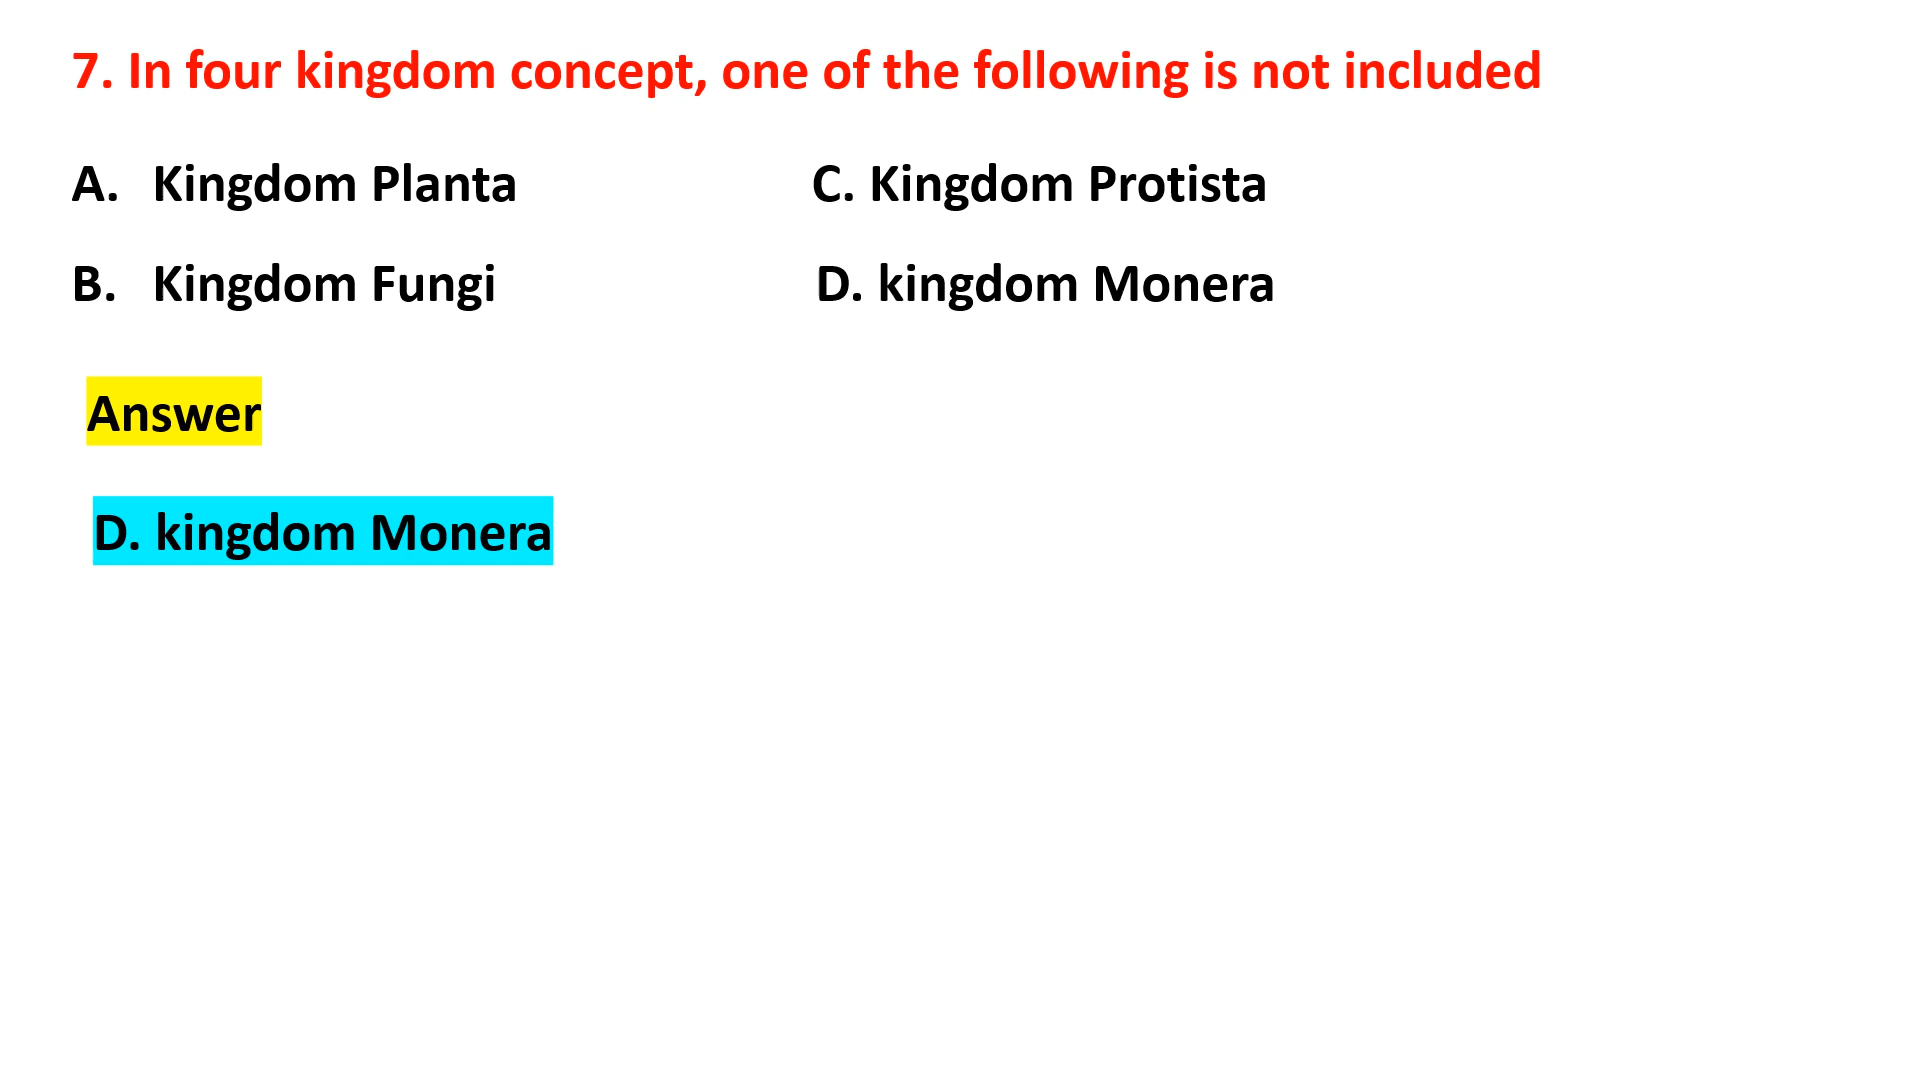 7. In four kingdom concept, one of the following is not included
A. Kingdom Planta C. Kingdom Protista
B. Kingdom Fungi D. kingdom Monera
Answer
D. kingdom Monera